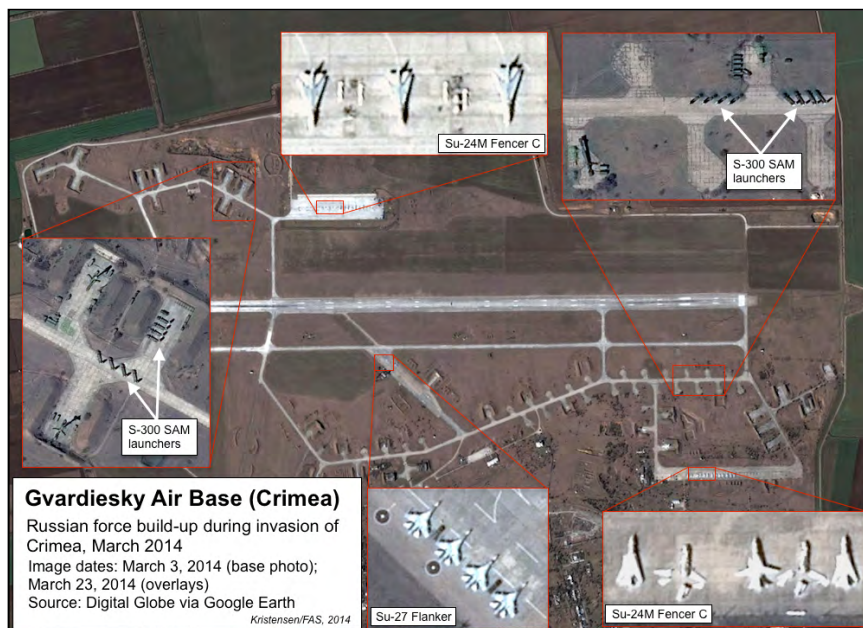 Su-24M Fencer C
S-300 SAM
launchers
S-300 SAM
launchers
Gvardiesky Air Base (Crimea)
Russian force build-up during invasion of
Crimea, March 2014
Image dates: March 3, 2014 (base photo);
March 23, 2014 (overlays)
Source: Digital Globe via Google Earth
Kristensen/FAS, 2014
Su-27 Flanker
Su-24M Fencer C